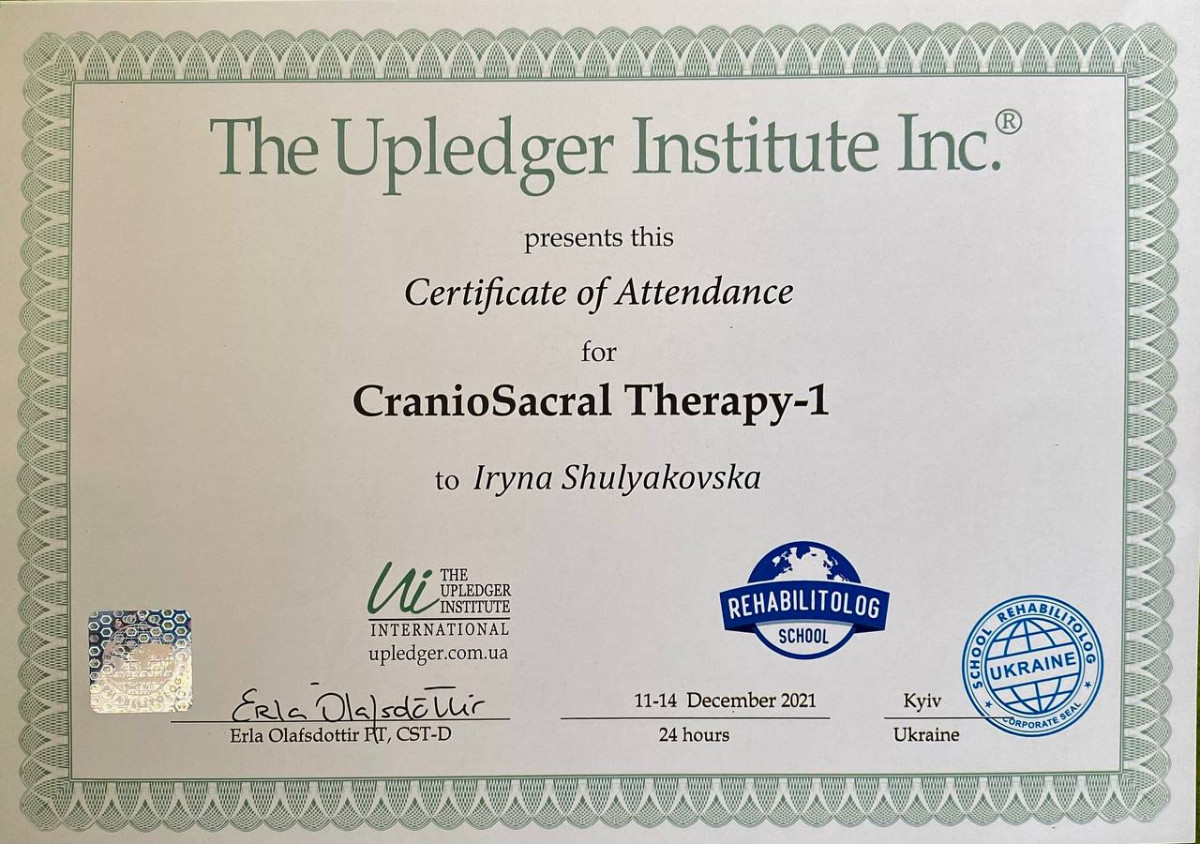 The Upledger Institute Inc.®
presents this
Certificate of Attendance
for
CranioSacral Therapy-1
to Iryna Shulyakovska
Ui THE
UPLEDGER
INSTITUTE
INTERNATIONAL
upledger.com.ua
REHABILITOLOG
SCHOOL
SCHOOL REHABILITOLOG
UKRAINE
CORPORATE SEAL
Erla Ólafsdóttir
Erla Olafsdottir PT, CST-D
11-14 December 2021
24 hours
Kyiv
Ukraine